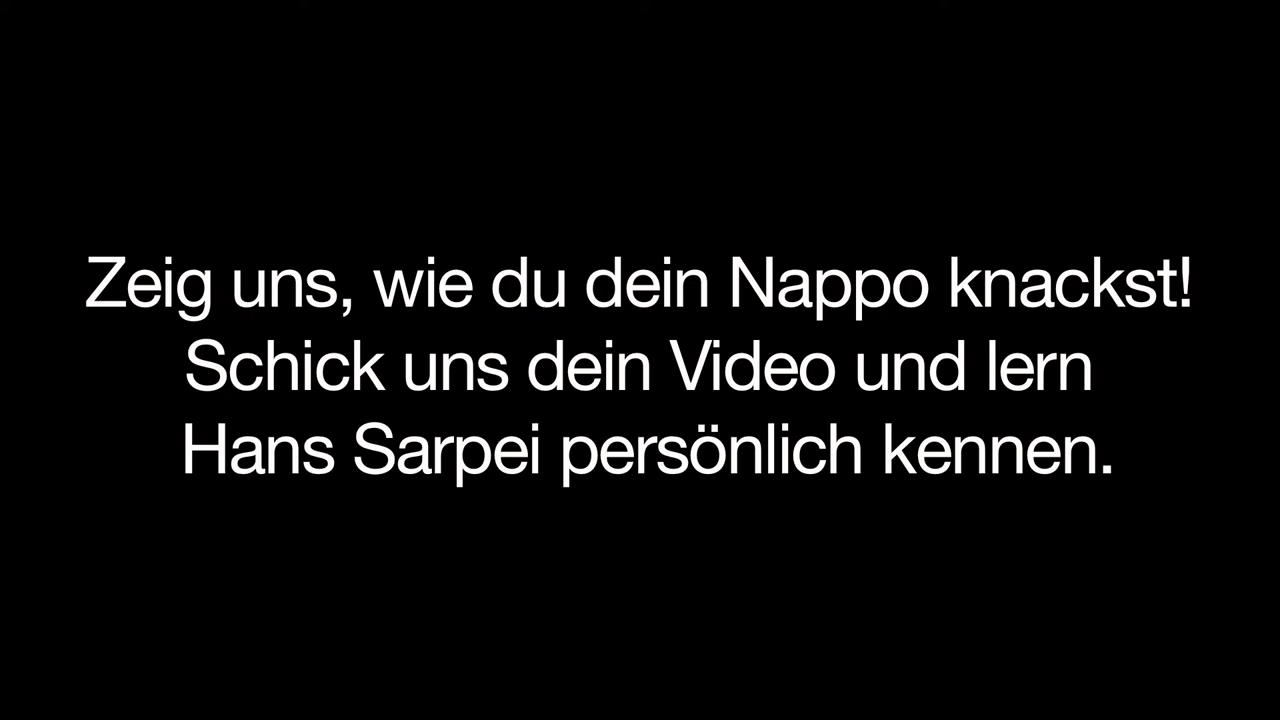 Zeig uns, wie du dein Nappo knackst!
Schick uns dein Video und lern
Hans Sarpei persönlich kennen.